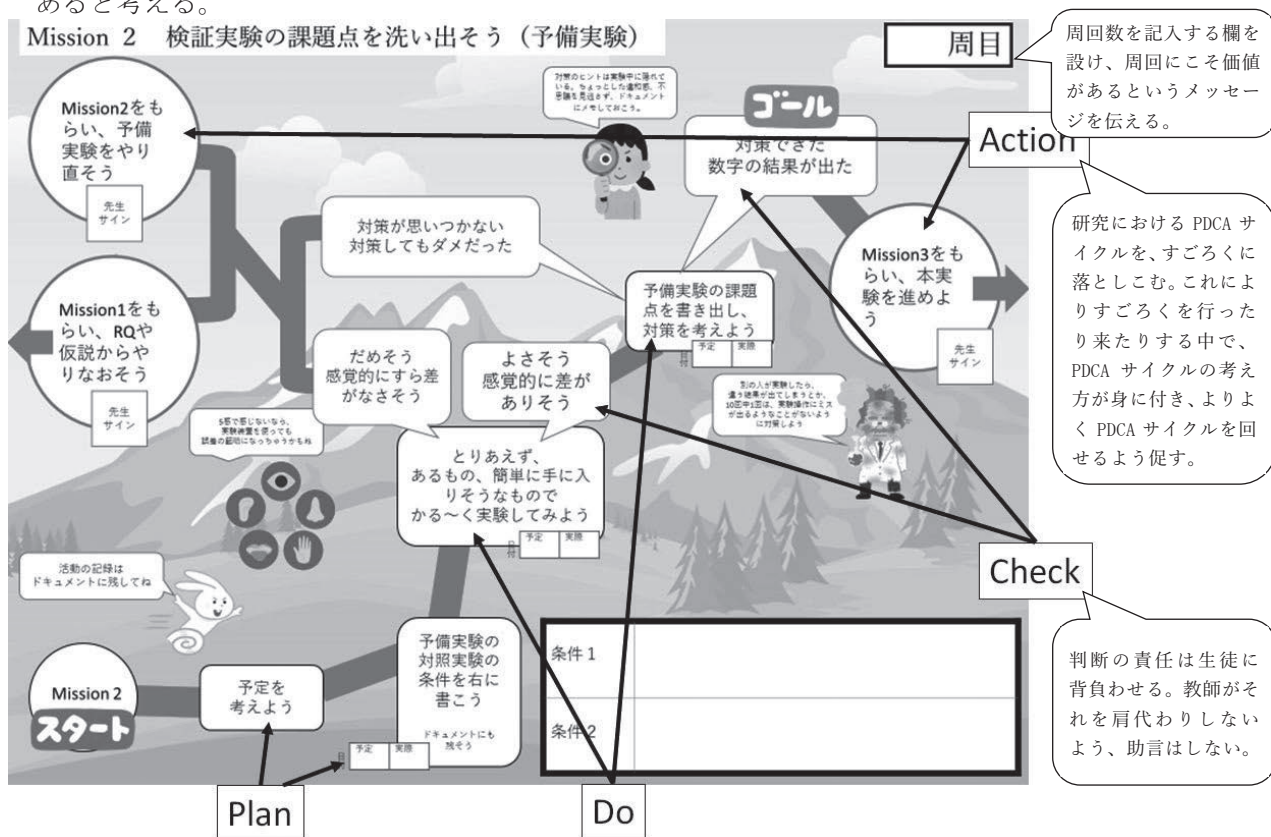 あると考える。
Mission 2 検証実験の課題点を洗い出そう（予備実験）
周目
周回数を記入する欄を
設け、周回にこそ価値
があるというメッセー
ジを伝える。
Mission2をも
らい、予備
実験をやり
直そう
先生
サイン
対策のヒントは実験中に隠れて
いる。ちょっとした違和感、不
思議を見逃さず、ドキュメント
にメモしておこう。
ゴール
対策できた
数字の結果が出た
Action
研究における PDCA サ
イクルを、すごろくに
落としこむ。これによ
りすごろくを行った
り来たりする中で、
PDCA サイクルの考え
方が身に付き、よりよ
く PDCA サイクルを回
せるよう促す。
対策が思いつかない
対策してもダメだった
Mission3をも
らい、本実
験を進めよ
う
先生
サイン
Mission1をも
らい、RQや
仮説からや
りなおそう
先生
サイン
予備実験の課題
点を書き出し、
対策を考えよう
日付
予定 実際
だめそう
感覚的にすら差
がなさそう
よさそう
感覚的に差が
ありそう
別の人が実験したら、
違う結果が出てしまうとか、
10回中1回は、実験操作にミス
が出るようなことがないよう
に対策しよう
5感で感じないなら、
実験装置を使っても
誤差の証明になっちゃうかもね
とりあえず、
あるもの、簡単に手に入
りそうなもので
かる〜く実験してみよう
日付
予定 実際
Check
判断の責任は生徒に
背負わせる。教師がそ
れを肩代わりしない
よう、助言はしない。
活動の記録は
ドキュメントに残してね
Mission 2
スタート
予定を
考えよう
予備実験の
対照実験の
条件を右に
書こう
ドキュメントにも
残そう
予定 実際
条件 1
条件 2
Plan
Do